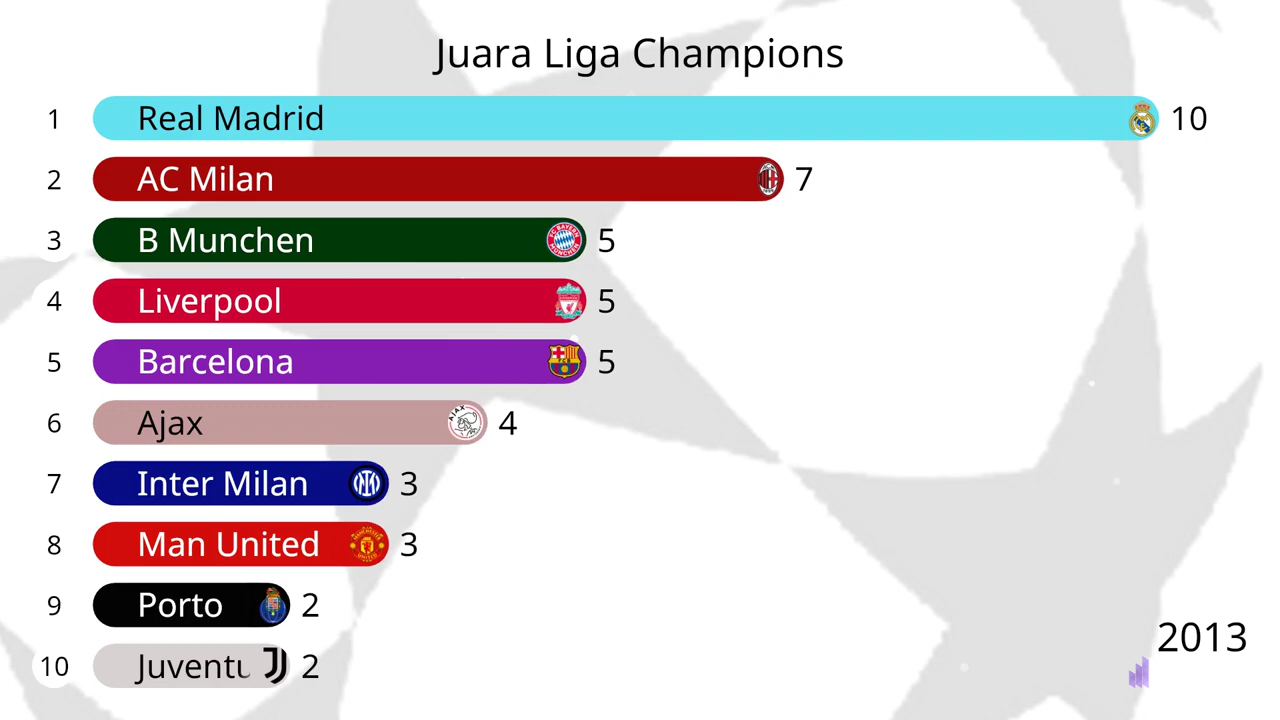 Juara Liga Champions
1 Real Madrid 10
2 AC Milan 7
3 B Munchen 5
4 Liverpool 5
5 Barcelona 5
6 Ajax 4
7 Inter Milan 3
8 Man United 3
9 Porto 2
10 Juventu 2
2013